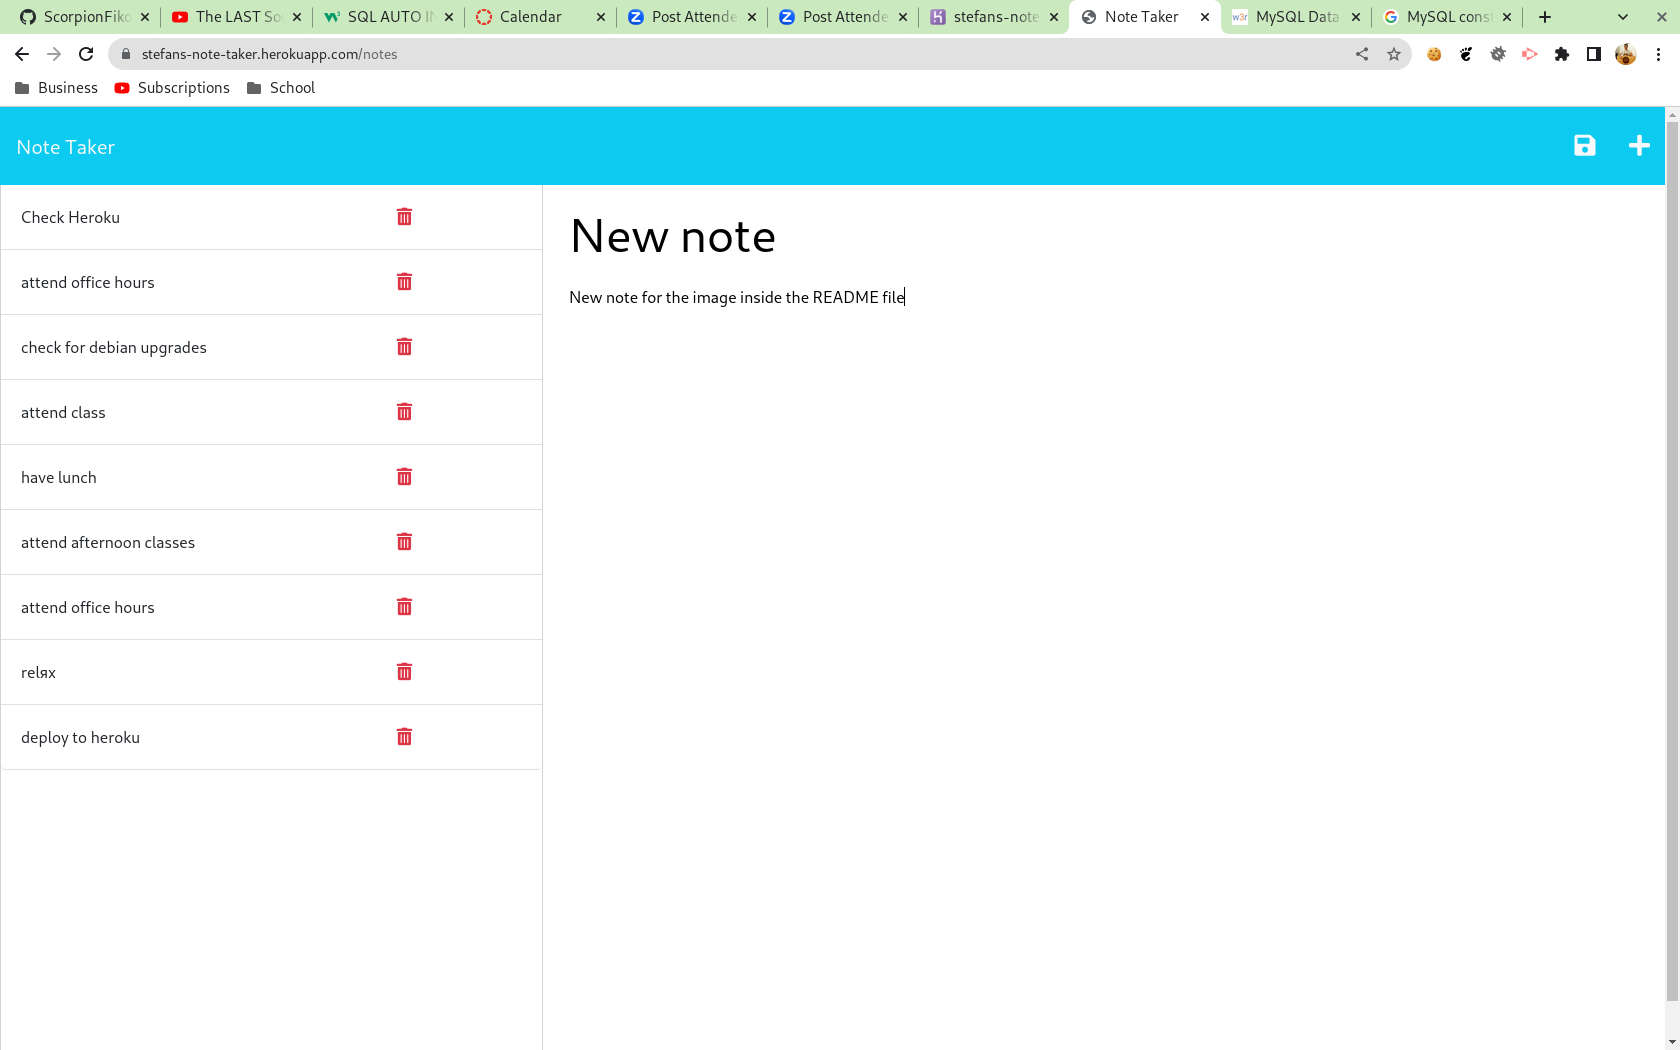 ScorpionFiko
The LAST So
SQL AUTO IN
Calendar
Post Attende
Post Attende
stefans-note
Note Taker
MySQL Data
MySQL const
stefans-note-taker.herokuapp.com/notes
Business
Subscriptions
School
Note Taker
Check Heroku
attend office hours
check for debian upgrades
attend class
have lunch
attend afternoon classes
attend office hours
relяx
deploy to heroku
New note
New note for the image inside the README file